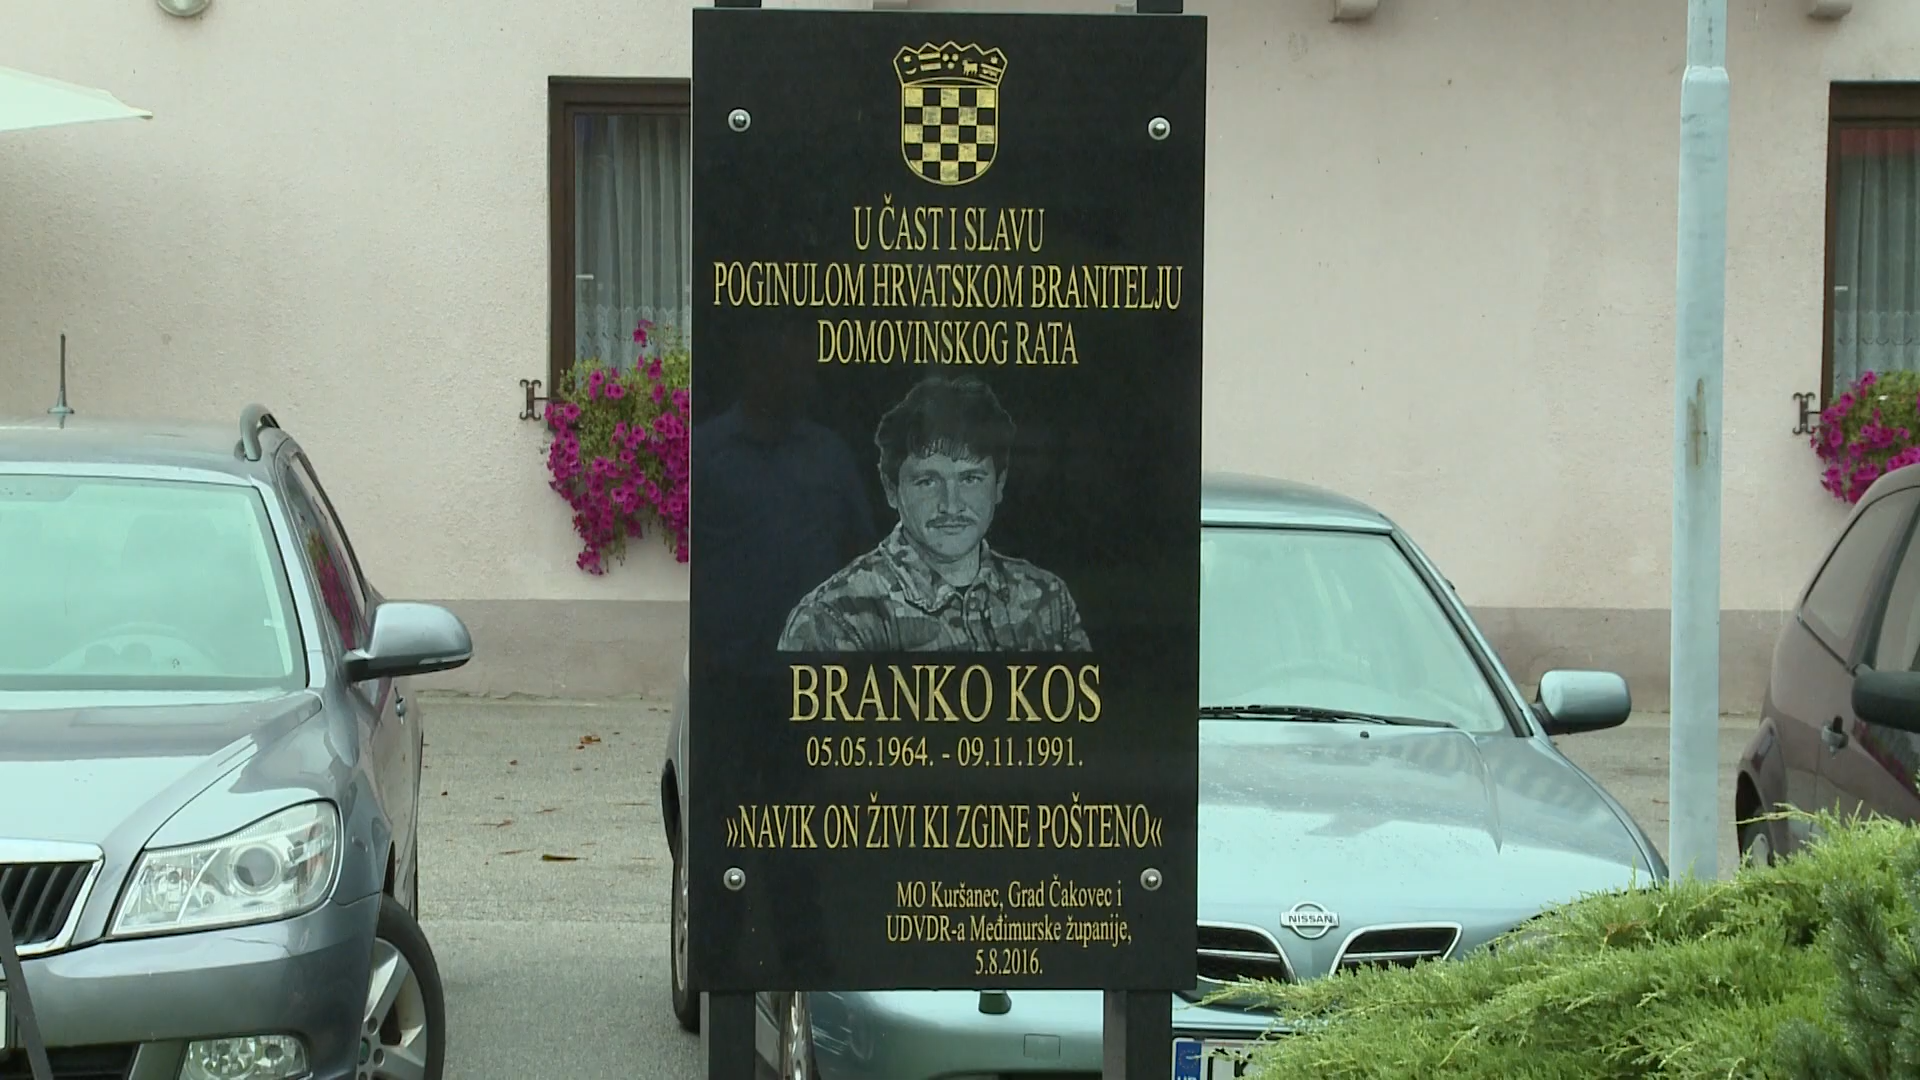 U ČAST I SLAVU
POGINULOM HRVATSKOM BRANITELJU
DOMOVINSKOG RATA
BRANKO KOS
05.05.1964. - 09.11.1991.
»NAVIK ON ŽIVI KI ZGINE POŠTENO«
MO Kuršanec, Grad Čakovec i
UDVDR-a Međimurske županije,
5.8.2016.
NISSAN